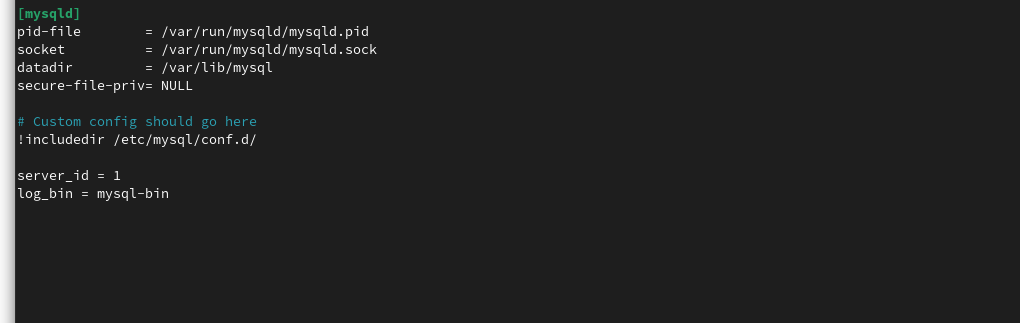 [mysqld]
pid-file        = /var/run/mysqld/mysqld.pid
socket          = /var/run/mysqld/mysqld.sock
datadir         = /var/lib/mysql
secure-file-priv= NULL

# Custom config should go here
!includedir /etc/mysql/conf.d/

server_id = 1
log_bin = mysql-bin